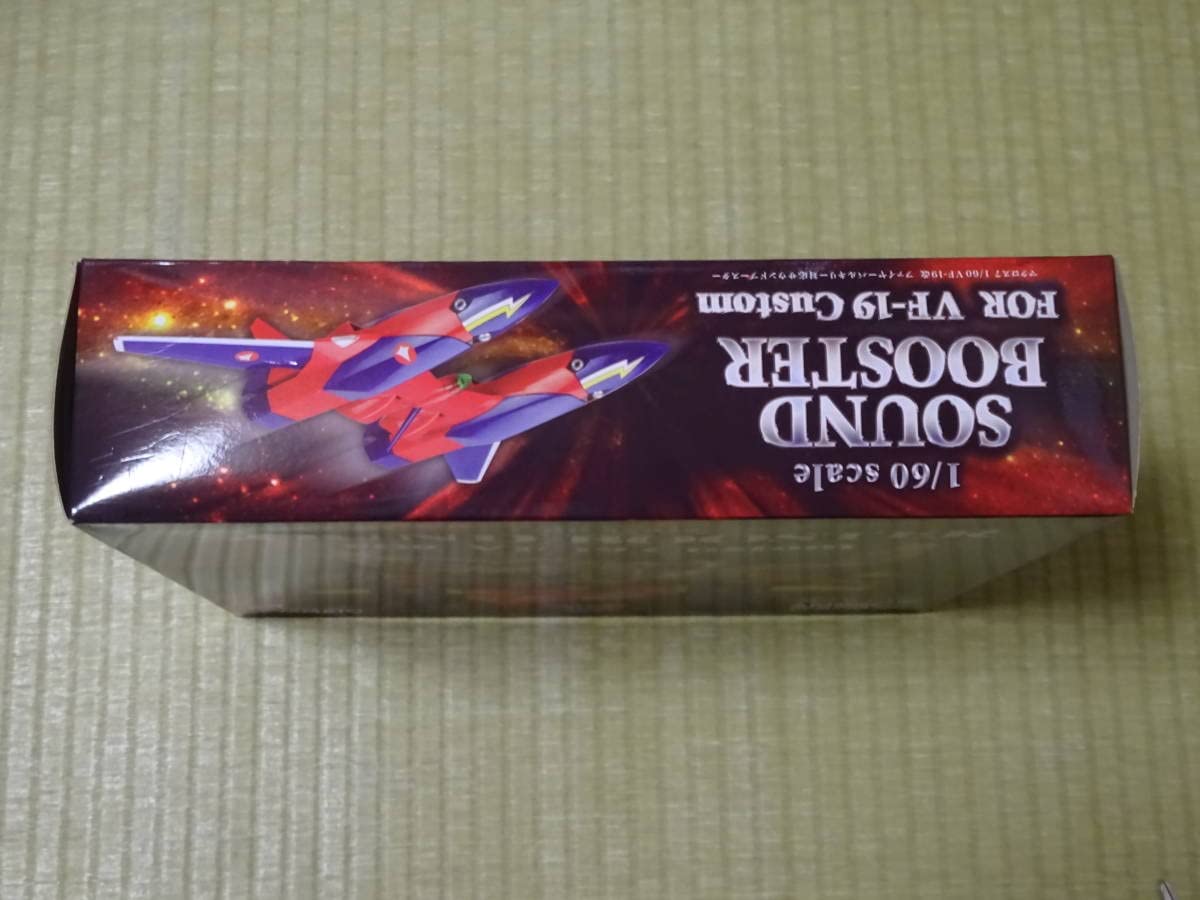 1/60 scale
SOUND
BOOSTER
FOR VF-19 Custom
マクロス7 1/60 VF-19改 ファイヤーバルキリー対応サウンドブースター